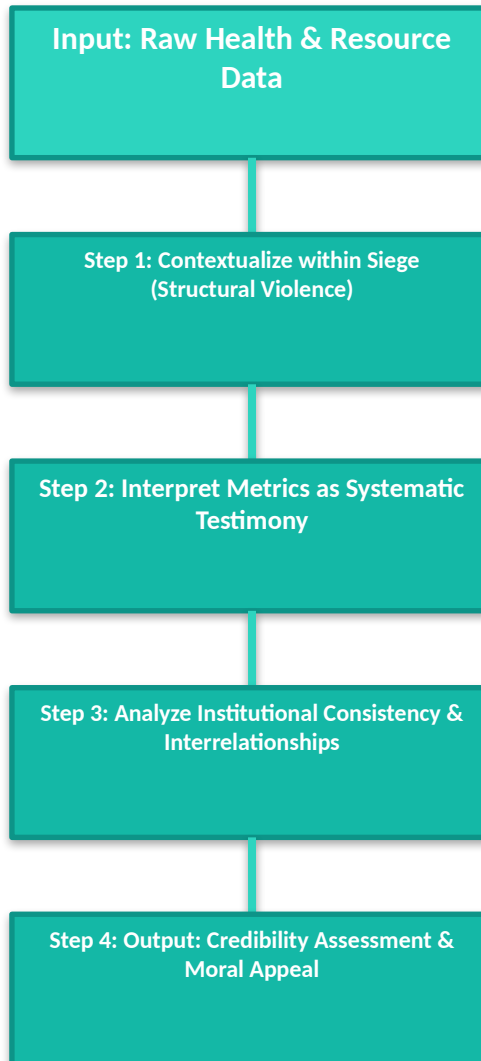 Input: Raw Health & Resource
Data
Step 1: Contextualize within Siege
(Structural Violence)
Step 2: Interpret Metrics as Systematic
Testimony
Step 3: Analyze Institutional Consistency &
Interrelationships
Step 4: Output: Credibility Assessment &
Moral Appeal